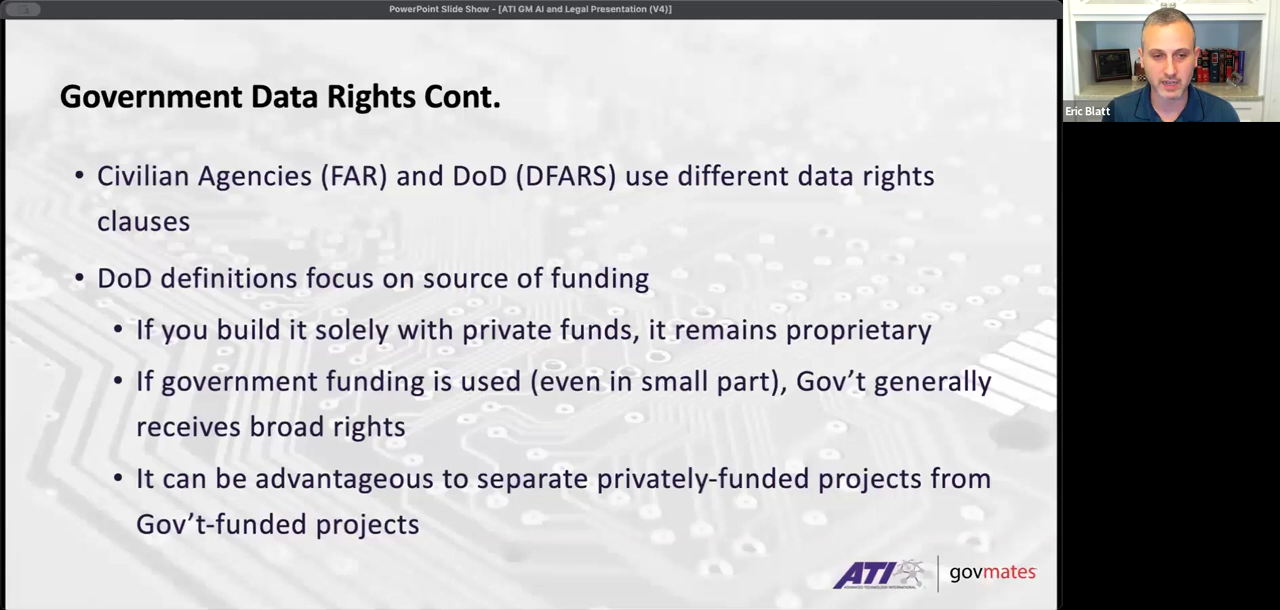 PowerPoint Slide Show - [ATI GM AI and Legal Presentation (V4)]
Government Data Rights Cont.
• Civilian Agencies (FAR) and DoD (DFARS) use different data rights
clauses
• DoD definitions focus on source of funding
• If you build it solely with private funds, it remains proprietary
• If government funding is used (even in small part), Gov’t generally
receives broad rights
• It can be advantageous to separate privately-funded projects from
Gov’t-funded projects
ATI
ADVANCED TECHNOLOGY INTERNATIONAL
govmates
Eric Blatt